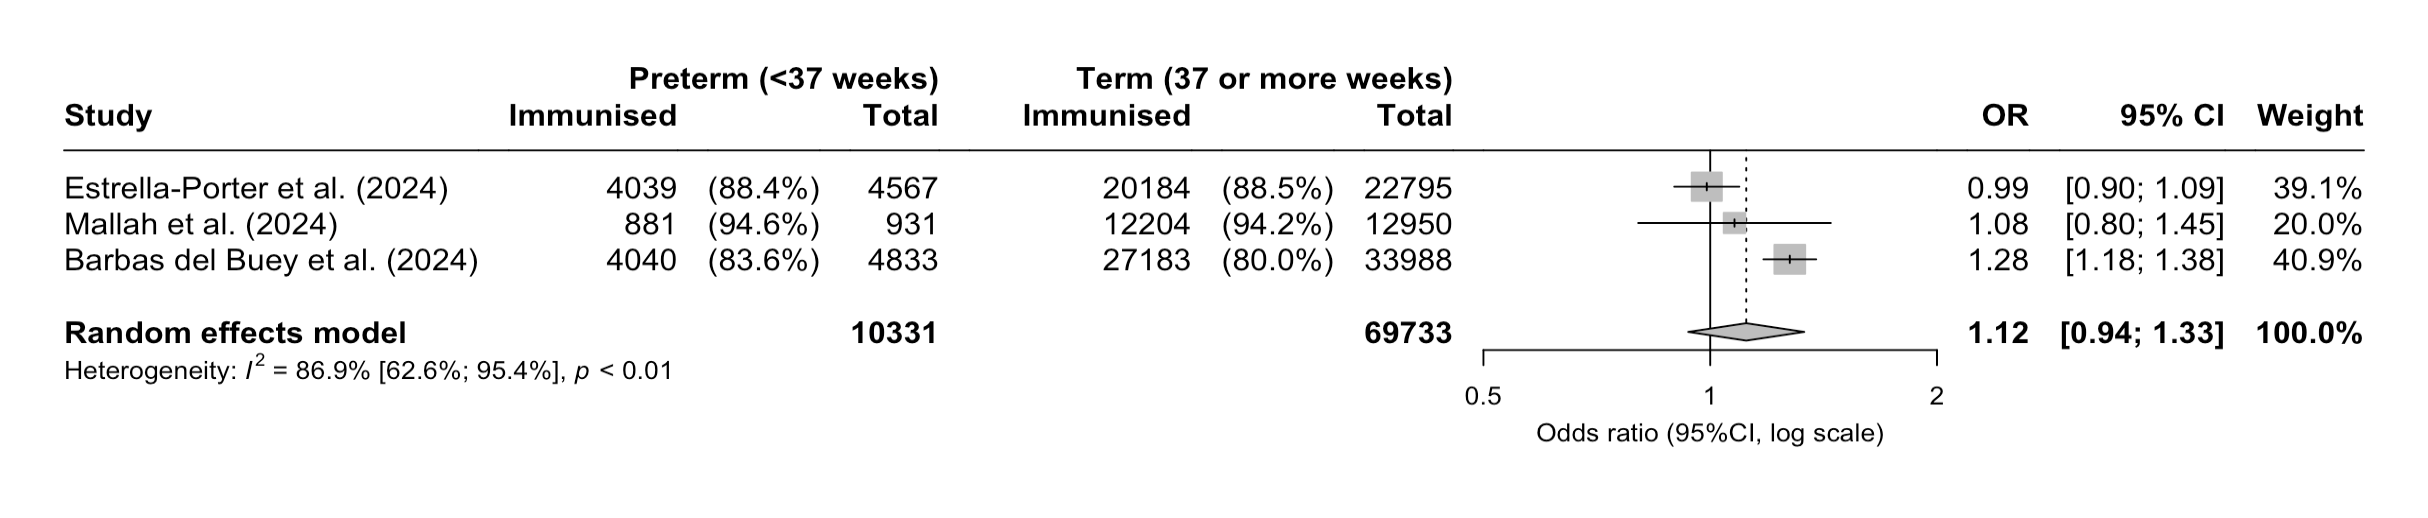 Preterm (<37 weeks) Term (37 or more weeks)
Study Immunised Total Immunised Total OR 95% CI Weight
Estrella-Porter et al. (2024) 4039 (88.4%) 4567 20184 (88.5%) 22795 0.99 [0.90; 1.09] 39.1%
Mallah et al. (2024) 881 (94.6%) 931 12204 (94.2%) 12950 1.08 [0.80; 1.45] 20.0%
Barbas del Buey et al. (2024) 4040 (83.6%) 4833 27183 (80.0%) 33988 1.28 [1.18; 1.38] 40.9%
Random effects model 10331 69733 1.12 [0.94; 1.33] 100.0%
Heterogeneity: I² = 86.9% [62.6%; 95.4%], p < 0.01
0.5 1 2
Odds ratio (95%CI, log scale)